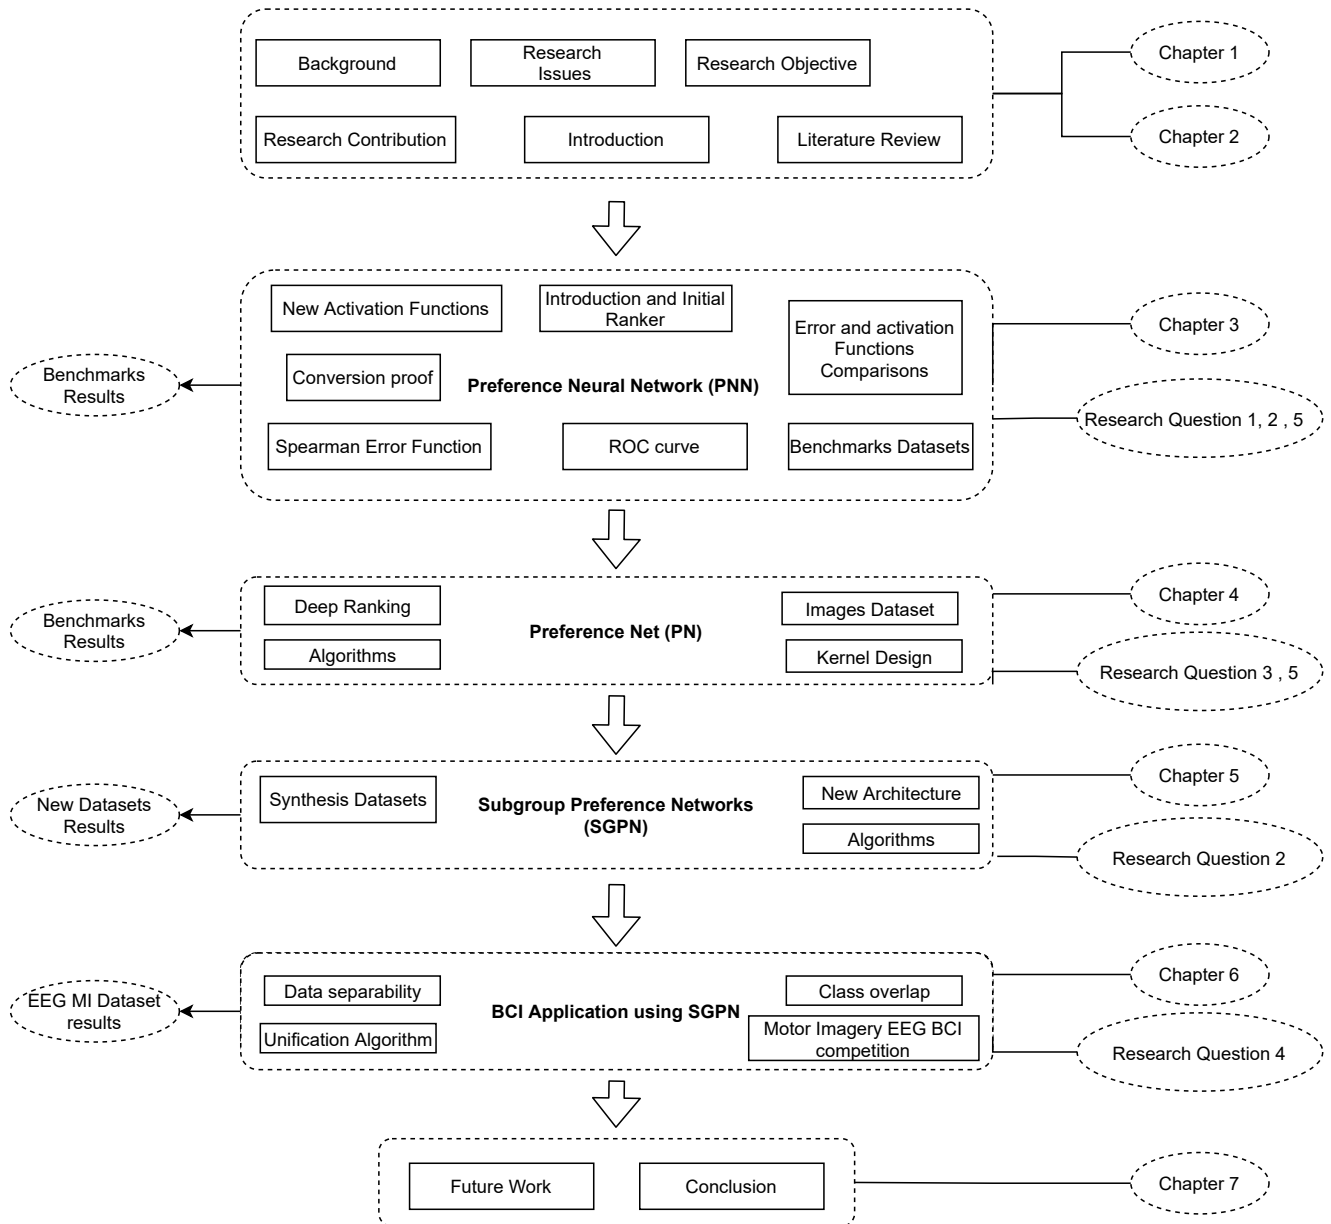 Background
Research
Issues
Research Objective
Chapter 1
Research Contribution
Introduction
Literature Review
Chapter 2
New Activation Functions
Introduction and Initial
Ranker
Error and activation
Functions
Comparisons
Chapter 3
Benchmarks
Results
Conversion proof
Preference Neural Network (PNN)
Research Question 1, 2 , 5
Spearman Error Function
ROC curve
Benchmarks Datasets
Benchmarks
Results
Deep Ranking
Algorithms
Preference Net (PN)
Images Dataset
Kernel Design
Chapter 4
Research Question 3 , 5
New Datasets
Results
Synthesis Datasets
Subgroup Preference Networks
(SGPN)
New Architecture
Algorithms
Chapter 5
Research Question 2
EEG MI Dataset
results
Data separability
Unification Algorithm
BCI Application using SGPN
Class overlap
Motor Imagery EEG BCI
competition
Chapter 6
Research Question 4
Future Work
Conclusion
Chapter 7